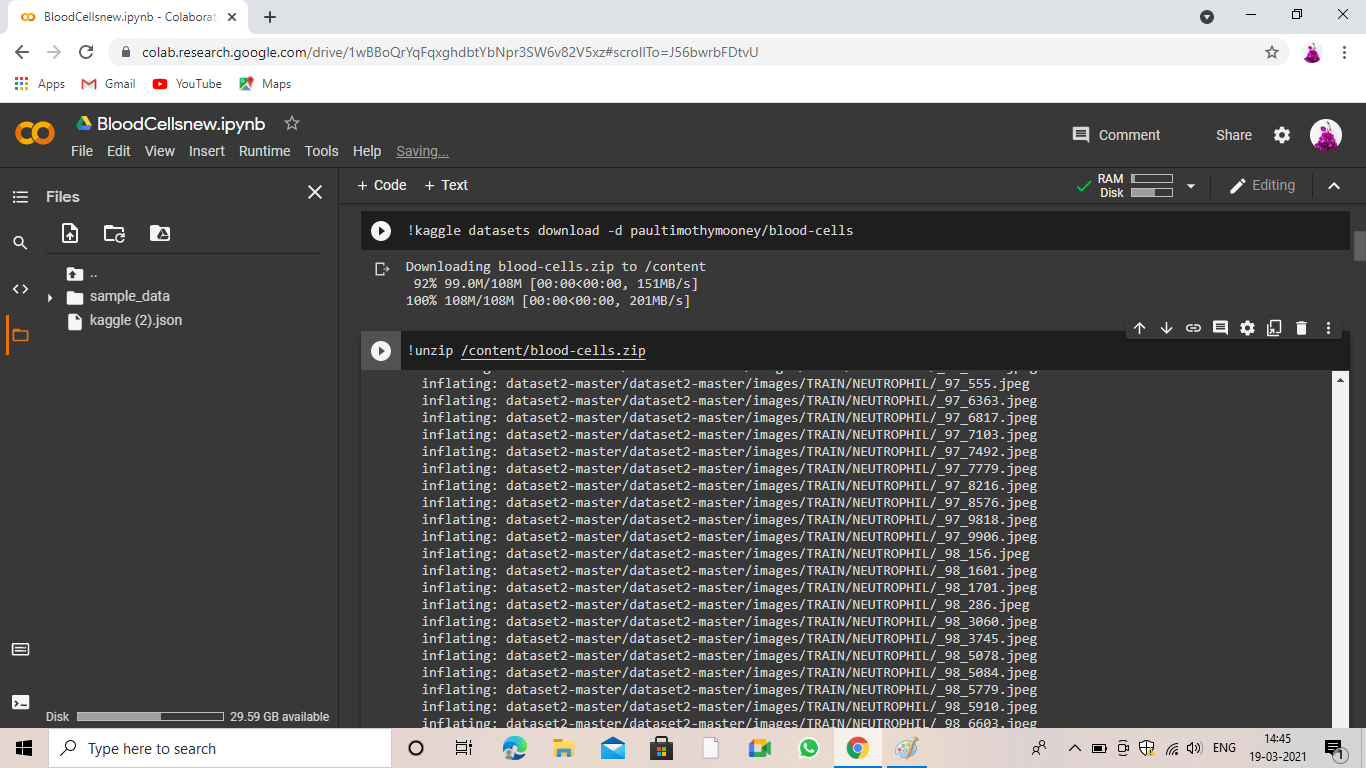 BloodCellsnew.ipynb - Colaborat
colab.research.google.com/drive/1wBBoQrYqFqxghdbtYbNpr3SW6v82V5xz#scrollTo=J56bwrbFDtvU
Apps Gmail YouTube Maps
BloodCellsnew.ipynb
Comment Share
File Edit View Insert Runtime Tools Help Saving...
Files
+ Code + Text
RAM
Disk
Editing
..
sample_data
kaggle (2).json
!kaggle datasets download -d paultimothymooney/blood-cells
Downloading blood-cells.zip to /content
92% 99.0M/108M [00:00<00:00, 151MB/s]
100% 108M/108M [00:00<00:00, 201MB/s]
!unzip /content/blood-cells.zip
inflating: dataset2-master/dataset2-master/images/TRAIN/NEUTROPHIL/_97_555.jpeg
inflating: dataset2-master/dataset2-master/images/TRAIN/NEUTROPHIL/_97_6363.jpeg
inflating: dataset2-master/dataset2-master/images/TRAIN/NEUTROPHIL/_97_6817.jpeg
inflating: dataset2-master/dataset2-master/images/TRAIN/NEUTROPHIL/_97_7103.jpeg
inflating: dataset2-master/dataset2-master/images/TRAIN/NEUTROPHIL/_97_7492.jpeg
inflating: dataset2-master/dataset2-master/images/TRAIN/NEUTROPHIL/_97_7779.jpeg
inflating: dataset2-master/dataset2-master/images/TRAIN/NEUTROPHIL/_97_8216.jpeg
inflating: dataset2-master/dataset2-master/images/TRAIN/NEUTROPHIL/_97_8576.jpeg
inflating: dataset2-master/dataset2-master/images/TRAIN/NEUTROPHIL/_97_9818.jpeg
inflating: dataset2-master/dataset2-master/images/TRAIN/NEUTROPHIL/_97_9906.jpeg
inflating: dataset2-master/dataset2-master/images/TRAIN/NEUTROPHIL/_98_156.jpeg
inflating: dataset2-master/dataset2-master/images/TRAIN/NEUTROPHIL/_98_1601.jpeg
inflating: dataset2-master/dataset2-master/images/TRAIN/NEUTROPHIL/_98_1701.jpeg
inflating: dataset2-master/dataset2-master/images/TRAIN/NEUTROPHIL/_98_286.jpeg
inflating: dataset2-master/dataset2-master/images/TRAIN/NEUTROPHIL/_98_3060.jpeg
inflating: dataset2-master/dataset2-master/images/TRAIN/NEUTROPHIL/_98_3745.jpeg
inflating: dataset2-master/dataset2-master/images/TRAIN/NEUTROPHIL/_98_5078.jpeg
inflating: dataset2-master/dataset2-master/images/TRAIN/NEUTROPHIL/_98_5084.jpeg
inflating: dataset2-master/dataset2-master/images/TRAIN/NEUTROPHIL/_98_5779.jpeg
inflating: dataset2-master/dataset2-master/images/TRAIN/NEUTROPHIL/_98_5910.jpeg
inflating: dataset2-master/dataset2-master/images/TRAIN/NEUTROPHIL/_98_6603.jpeg
Disk 29.59 GB available
Type here to search
ENG
14:45
19-03-2021
1